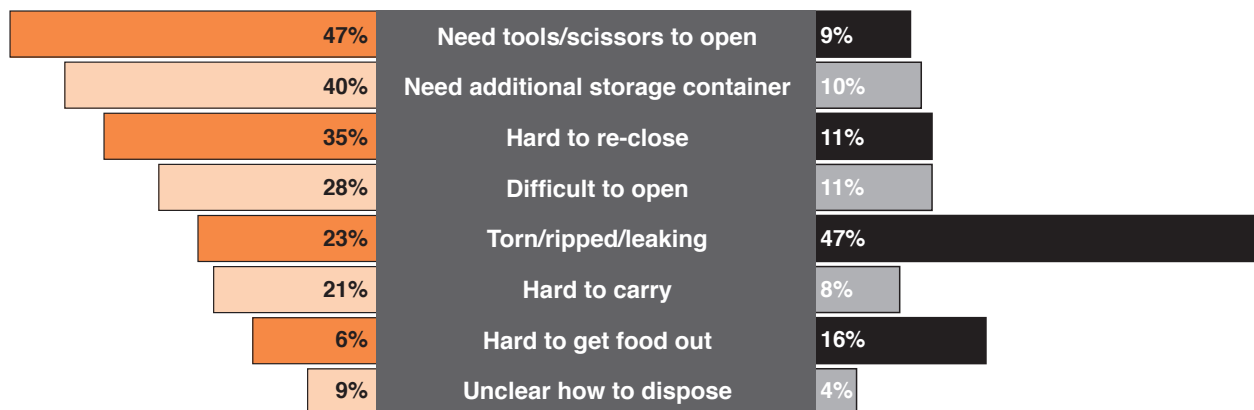 47% Need tools/scissors to open 9%
40% Need additional storage container 10%
35% Hard to re-close 11%
28% Difficult to open 11%
23% Torn/ripped/leaking 47%
21% Hard to carry 8%
6% Hard to get food out 16%
9% Unclear how to dispose 4%